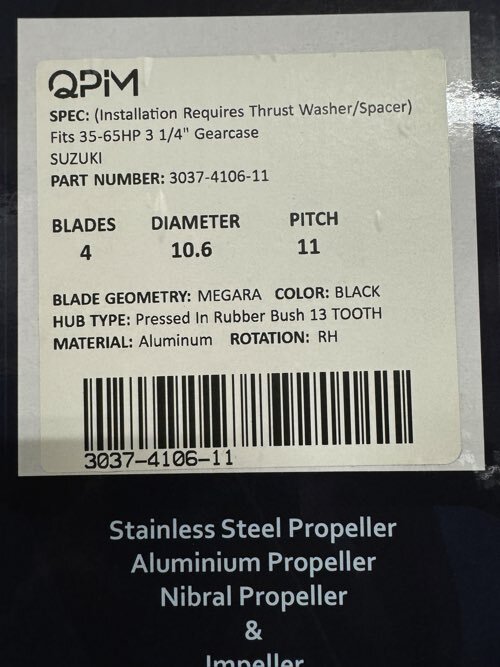 QPiM
SPEC: (Installation Requires Thrust Washer/Spacer)
Fits 35-65HP 3 1/4" Gearcase
SUZUKI
PART NUMBER: 3037-4106-11
BLADES DIAMETER PITCH
4 10.6 11
BLADE GEOMETRY: MEGARA COLOR: BLACK
HUB TYPE: Pressed In Rubber Bush 13 TOOTH
MATERIAL: Aluminum ROTATION: RH
3037-4106-11
Stainless Steel Propeller
Aluminium Propeller
Nibral Propeller
&
Impeller